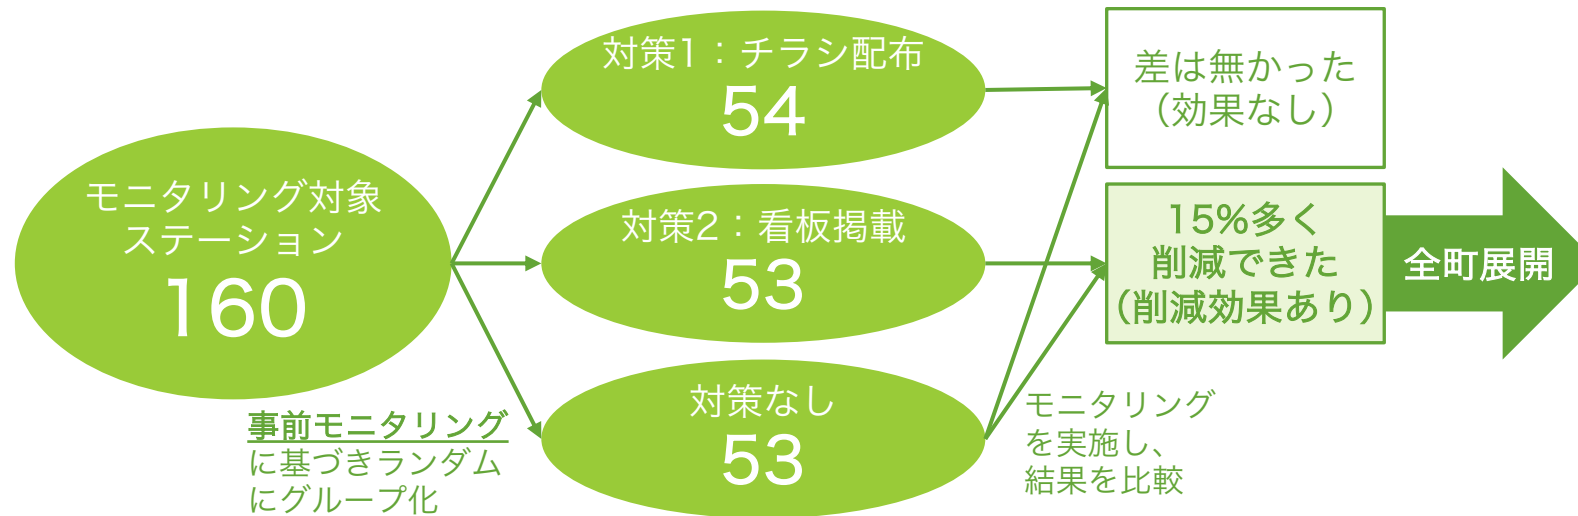 モニタリング対象
ステーション
160
事前モニタリング
に基づきランダム
にグループ化
対策1：チラシ配布
54
対策2：看板掲載
53
対策なし
53
モニタリング
を実施し、
結果を比較
差は無かった
（効果なし）
15%多く
削減できた
（削減効果あり）
全町展開